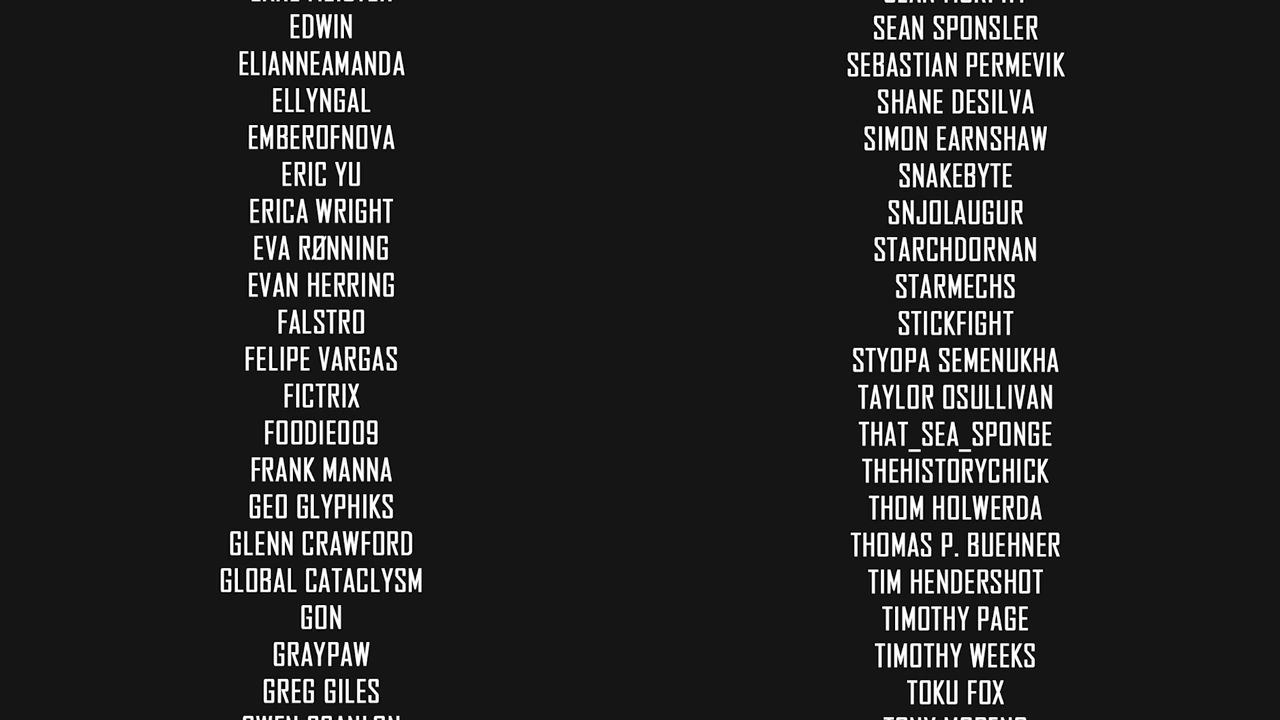 EDWIN
ELIANNEAMANDA
ELLYNGAL
EMBEROFNOVA
ERIC YU
ERICA WRIGHT
EVA RØNNING
EVAN HERRING
FALSTRO
FELIPE VARGAS
FICTRIX
FOODIE009
FRANK MANNA
GEO GLYPHIKS
GLENN CRAWFORD
GLOBAL CATACLYSM
GON
GRAYPAW
GREG GILES
SEAN SPONSLER
SEBASTIAN PERMEVIK
SHANE DESILVA
SIMON EARNSHAW
SNAKEBYTE
SNJOLAUGUR
STARCHDORNAN
STARMECHS
STICKFIGHT
STYOPA SEMENUKHA
TAYLOR OSULLIVAN
THAT_SEA_SPONGE
THEHISTORYCHICK
THOM HOLWERDA
THOMAS P. BUEHNER
TIM HENDERSHOT
TIMOTHY PAGE
TIMOTHY WEEKS
TOKU FOX